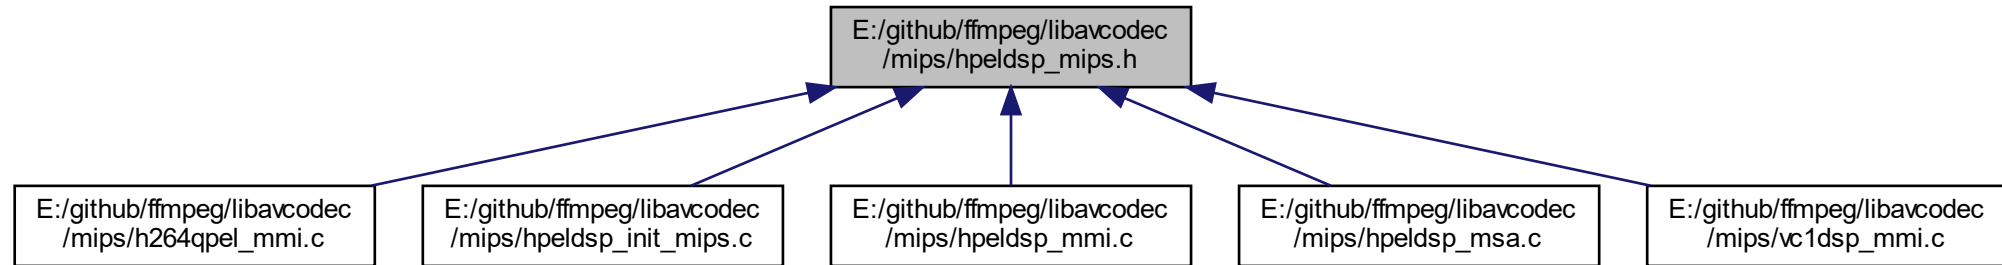 E:/github/ffmpeg/libavcodec
/mips/hpeldsp_mips.h
E:/github/ffmpeg/libavcodec
/mips/h264qpel_mmi.c
E:/github/ffmpeg/libavcodec
/mips/hpeldsp_init_mips.c
E:/github/ffmpeg/libavcodec
/mips/hpeldsp_mmi.c
E:/github/ffmpeg/libavcodec
/mips/hpeldsp_msa.c
E:/github/ffmpeg/libavcodec
/mips/vc1dsp_mmi.c